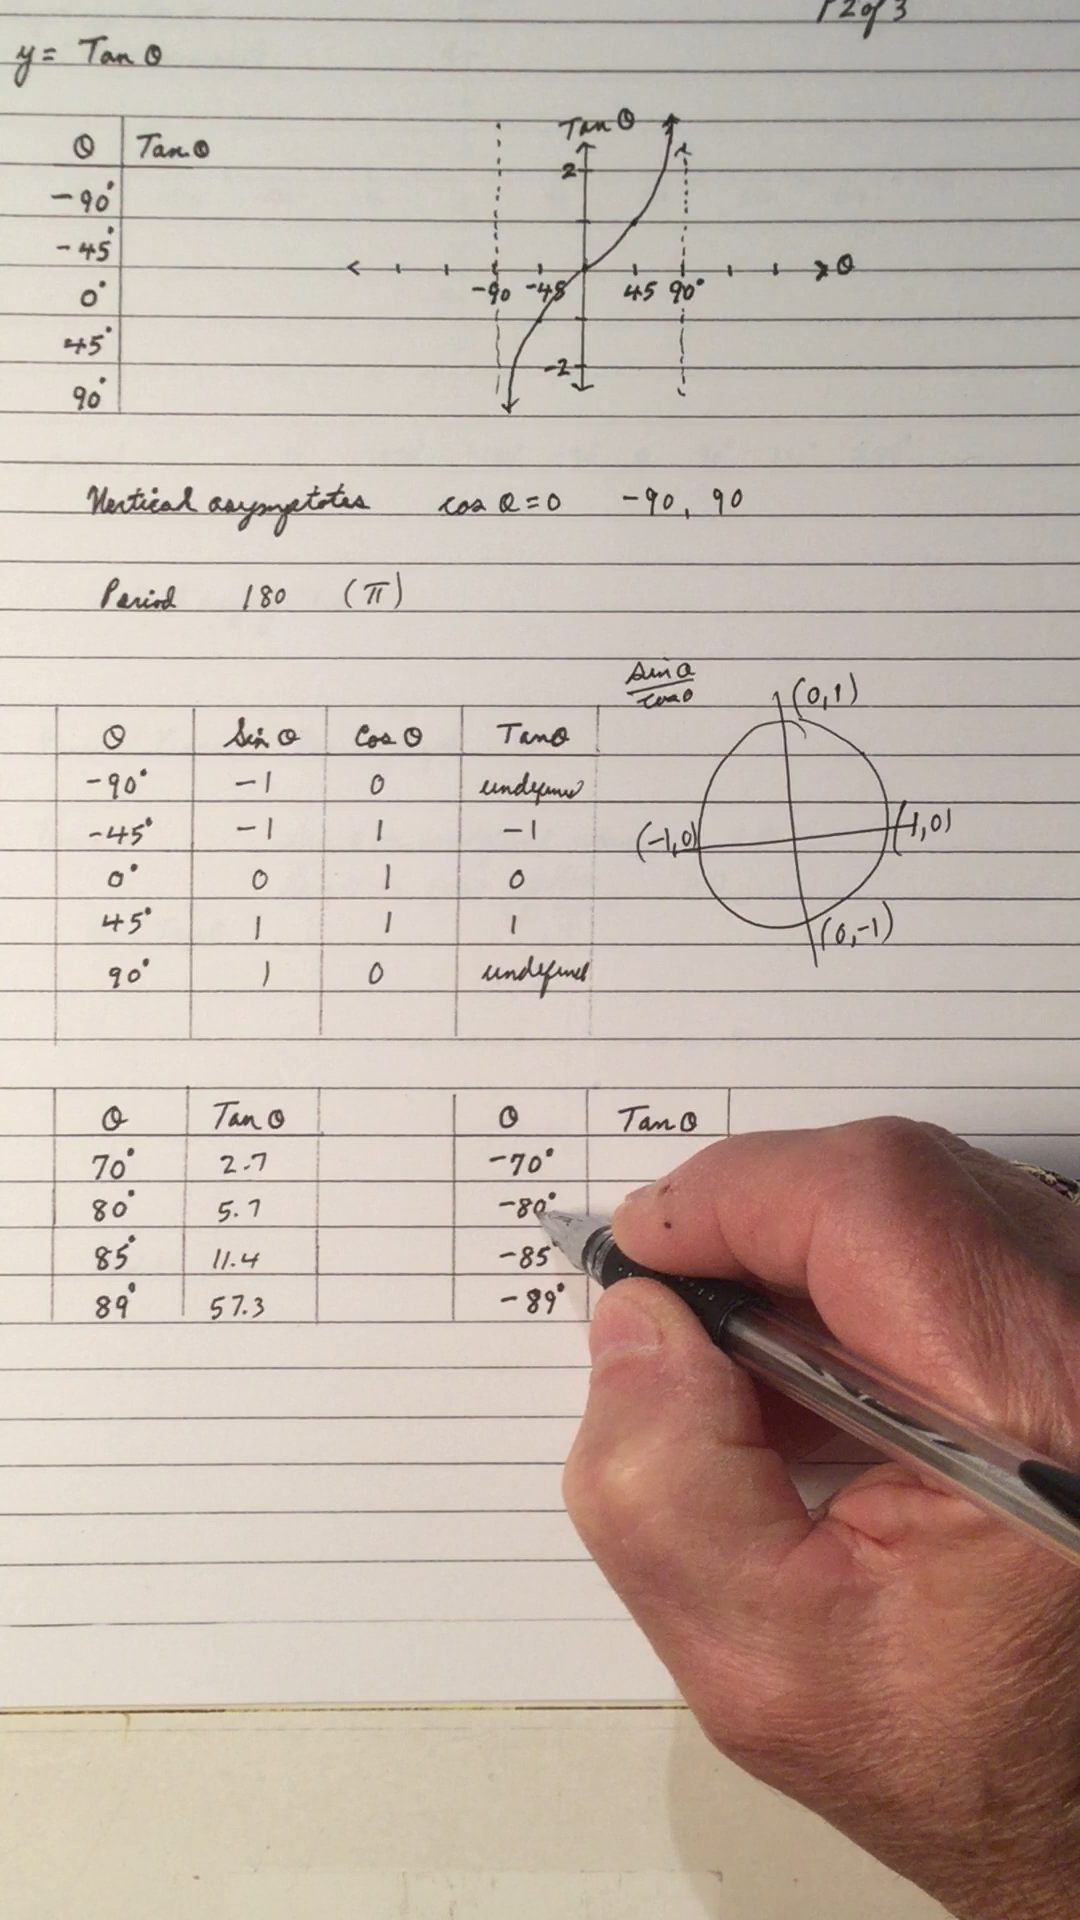 P 2 of 3
y = Tan θ
θ Tan θ
-90°
-45°
0°
45°
90°
Tan θ
2
-90 -45 45 90° θ
-2
Vertical asymptotes cos θ = 0 -90, 90
Period 180 (π)
θ Sin θ Cos θ Tan θ
-90° -1 0 undefined
-45° -1 1 -1
0° 0 1 0
45° 1 1 1
90° 1 0 undefined
sin θ
cos θ
(0,1)
(-1,0) (1,0)
(0,-1)
θ Tan θ θ Tan θ
70° 2.7 -70°
80° 5.7 -80°
85° 11.4 -85°
89° 57.3 -89°